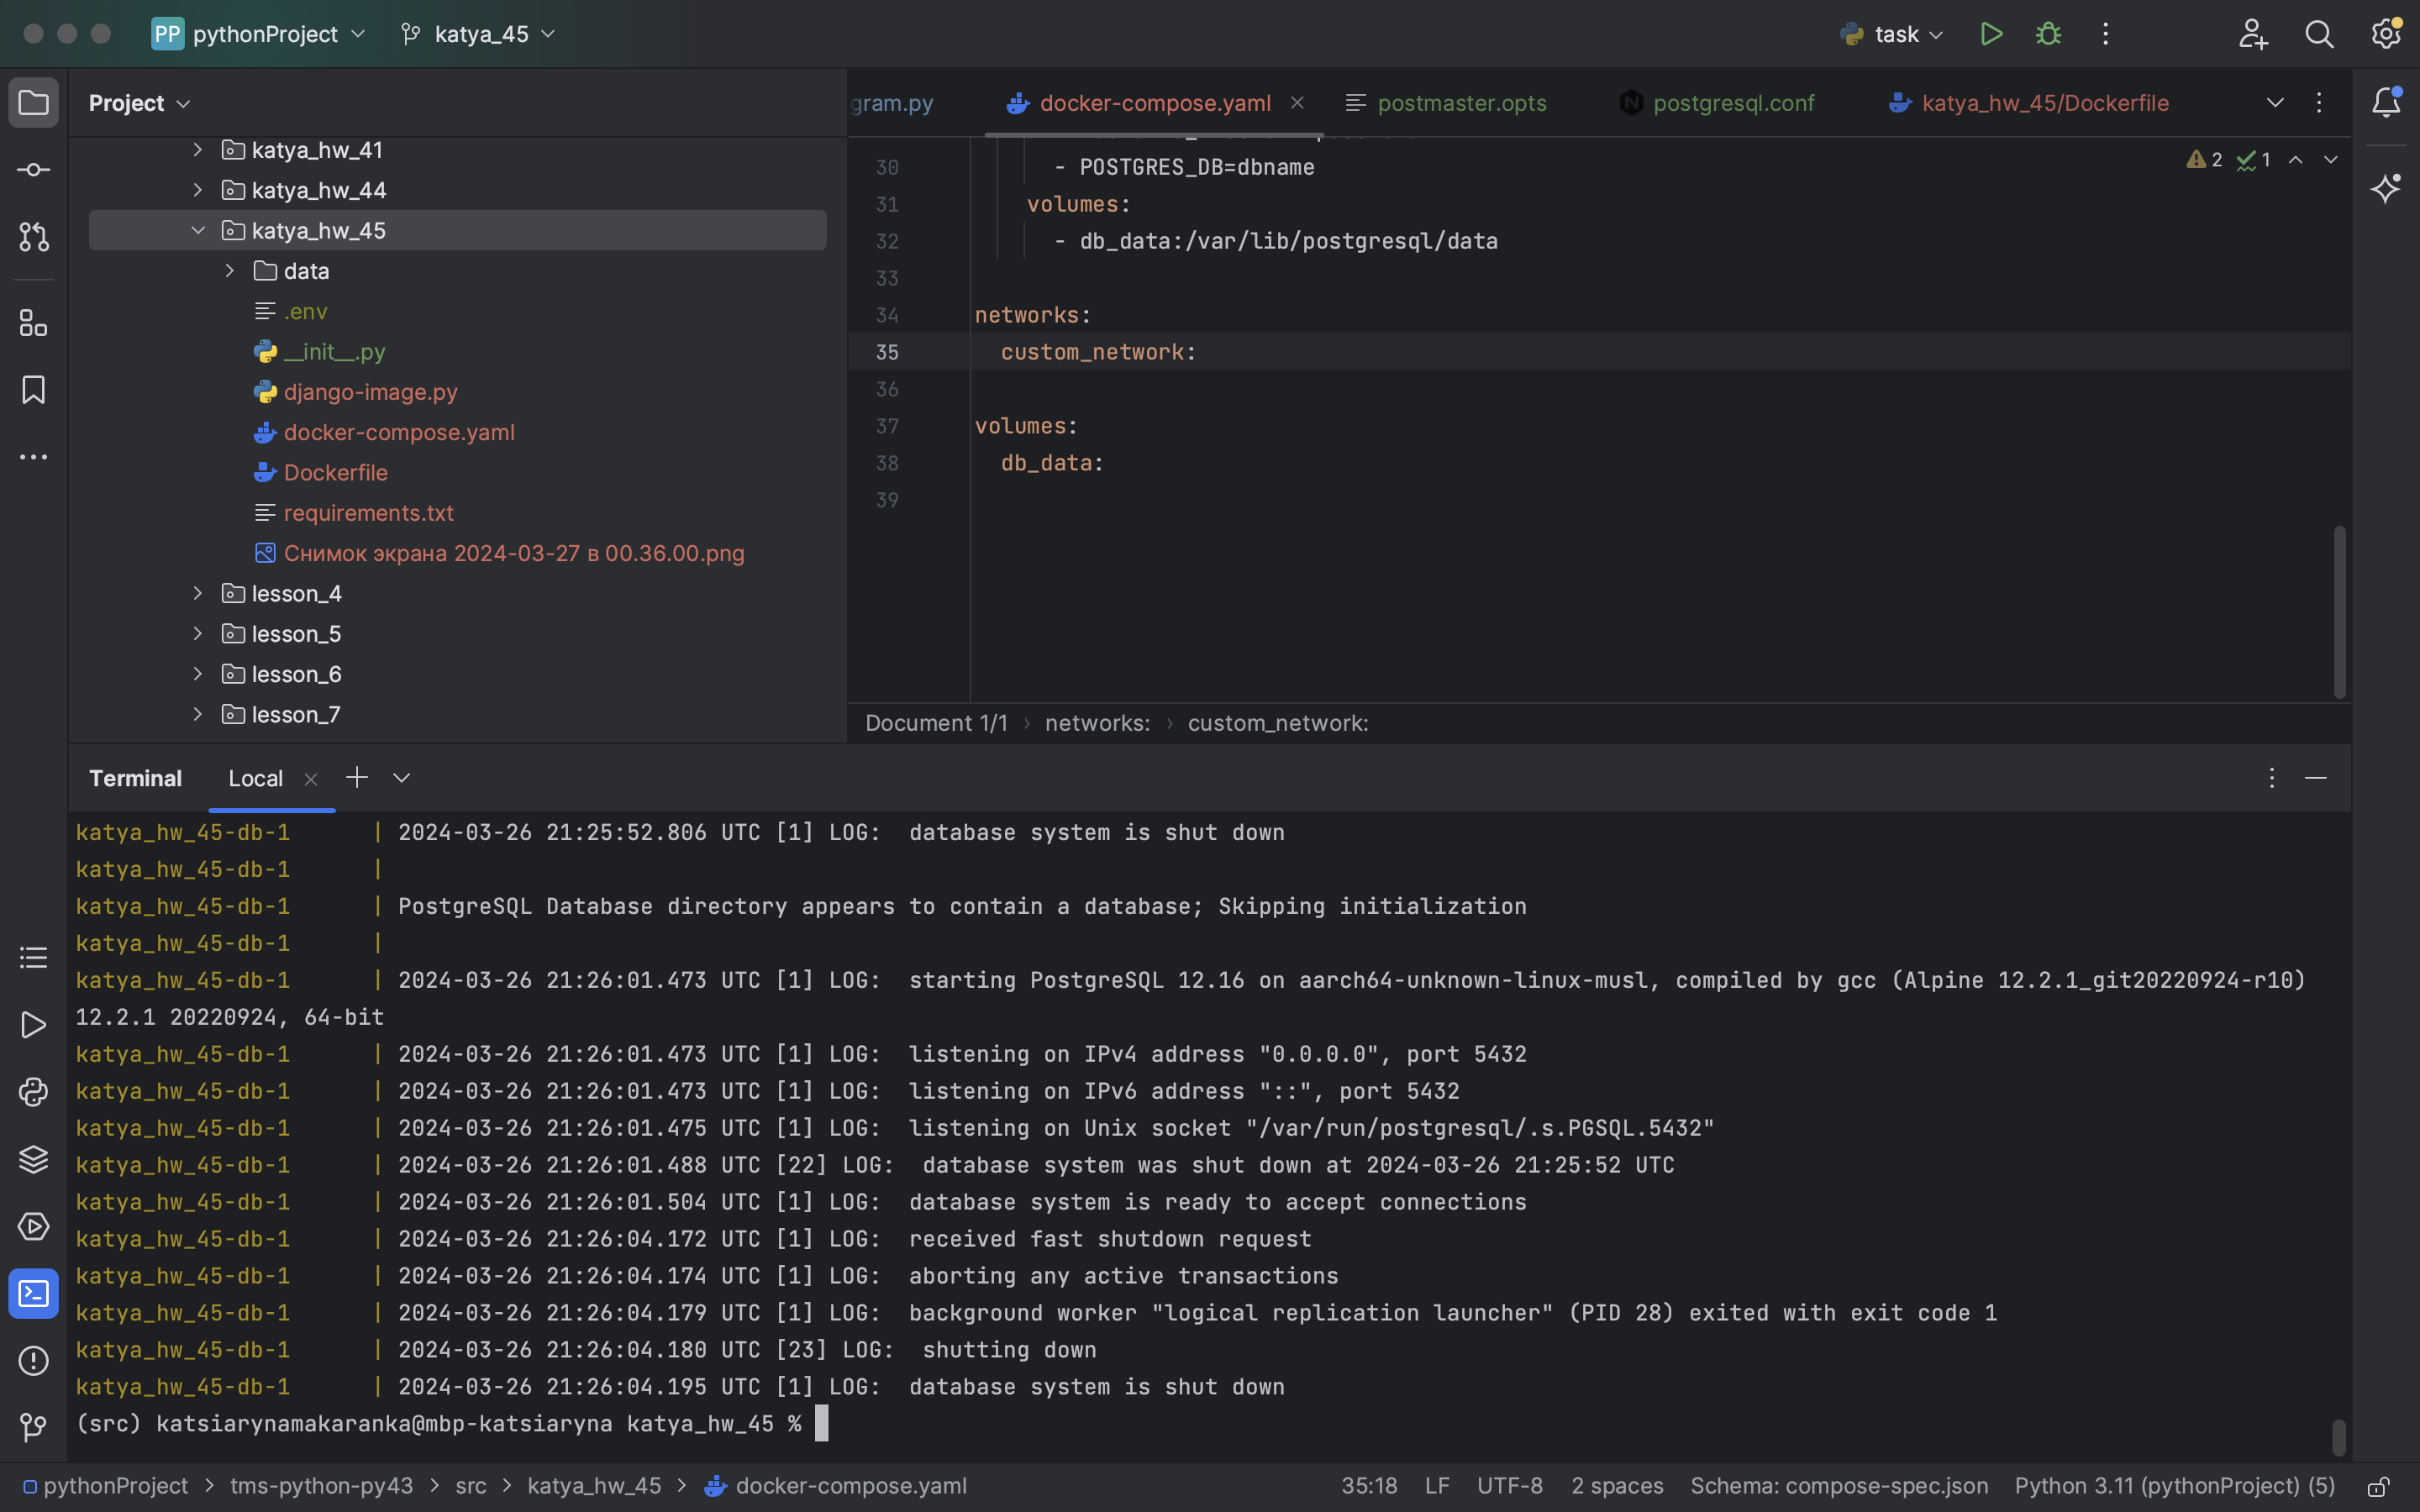 PP pythonProject katya_45 task
Project
gram.py docker-compose.yaml postmaster.opts postgresql.conf katya_hw_45/Dockerfile
katya_hw_41
katya_hw_44
katya_hw_45
data
.env
__init__.py
django-image.py
docker-compose.yaml
Dockerfile
requirements.txt
Снимок экрана 2024-03-27 в 00.36.00.png
lesson_4
lesson_5
lesson_6
lesson_7
2 1
30 - POSTGRES_DB=dbname
31 volumes:
32 - db_data:/var/lib/postgresql/data
33
34 networks:
35 custom_network:
36
37 volumes:
38 db_data:
39
Document 1/1 › networks: › custom_network:
Terminal Local
katya_hw_45-db-1 | 2024-03-26 21:25:52.806 UTC [1] LOG: database system is shut down
katya_hw_45-db-1 |
katya_hw_45-db-1 | PostgreSQL Database directory appears to contain a database; Skipping initialization
katya_hw_45-db-1 |
katya_hw_45-db-1 | 2024-03-26 21:26:01.473 UTC [1] LOG: starting PostgreSQL 12.16 on aarch64-unknown-linux-musl, compiled by gcc (Alpine 12.2.1_git20220924-r10)
12.2.1 20220924, 64-bit
katya_hw_45-db-1 | 2024-03-26 21:26:01.473 UTC [1] LOG: listening on IPv4 address "0.0.0.0", port 5432
katya_hw_45-db-1 | 2024-03-26 21:26:01.473 UTC [1] LOG: listening on IPv6 address "::", port 5432
katya_hw_45-db-1 | 2024-03-26 21:26:01.475 UTC [1] LOG: listening on Unix socket "/var/run/postgresql/.s.PGSQL.5432"
katya_hw_45-db-1 | 2024-03-26 21:26:01.488 UTC [22] LOG: database system was shut down at 2024-03-26 21:25:52 UTC
katya_hw_45-db-1 | 2024-03-26 21:26:01.504 UTC [1] LOG: database system is ready to accept connections
katya_hw_45-db-1 | 2024-03-26 21:26:04.172 UTC [1] LOG: received fast shutdown request
katya_hw_45-db-1 | 2024-03-26 21:26:04.174 UTC [1] LOG: aborting any active transactions
katya_hw_45-db-1 | 2024-03-26 21:26:04.179 UTC [1] LOG: background worker "logical replication launcher" (PID 28) exited with exit code 1
katya_hw_45-db-1 | 2024-03-26 21:26:04.180 UTC [23] LOG: shutting down
katya_hw_45-db-1 | 2024-03-26 21:26:04.195 UTC [1] LOG: database system is shut down
(src) katsiarynamakaranka@mbp-katsiaryna katya_hw_45 %
pythonProject › tms-python-py43 › src › katya_hw_45 › docker-compose.yaml 35:18 LF UTF-8 2 spaces Schema: compose-spec.json Python 3.11 (pythonProject) (5)